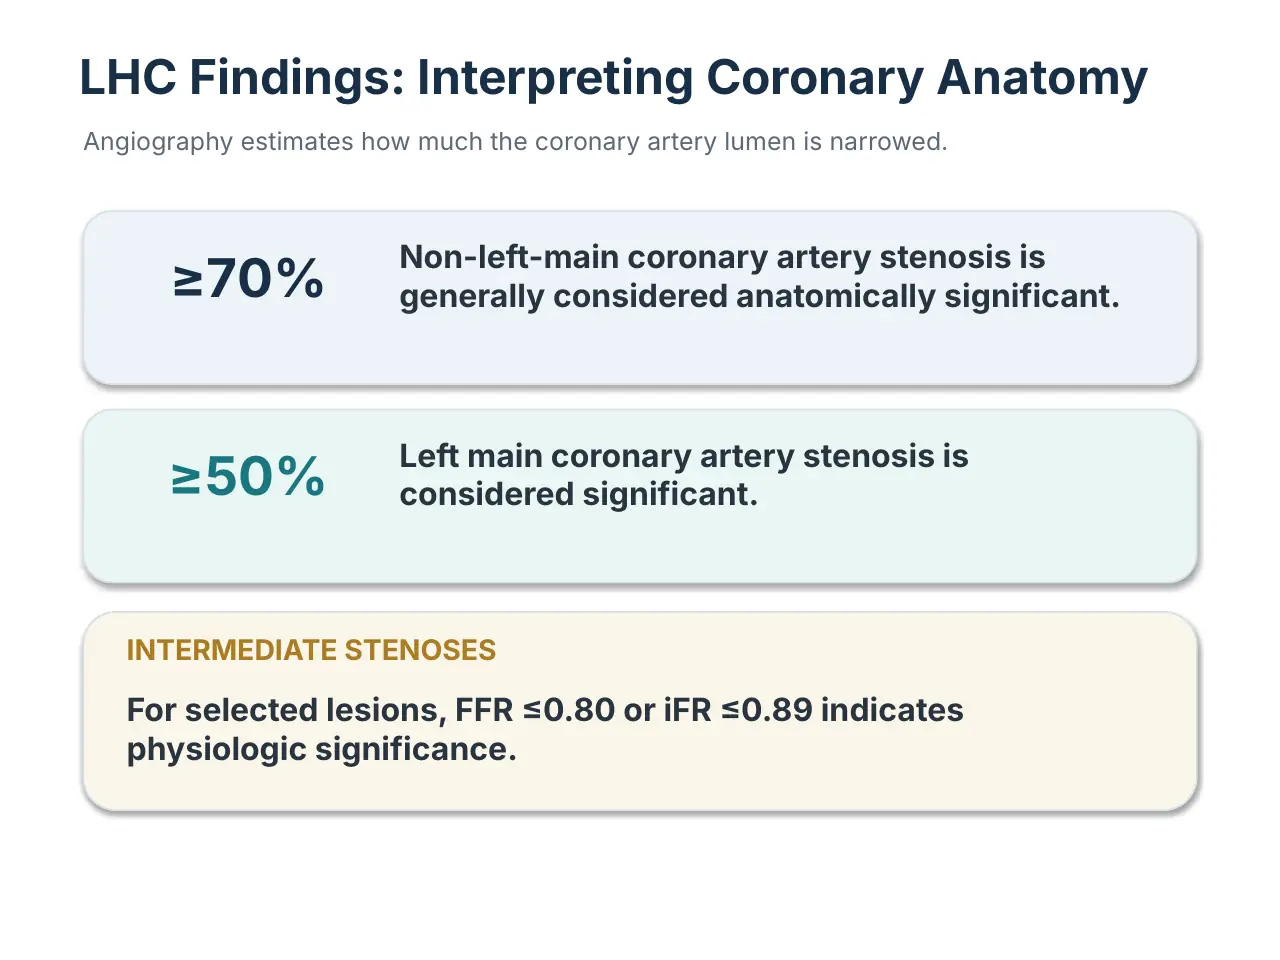 LHC Findings: Interpreting Coronary Anatomy
Angiography estimates how much the coronary artery lumen is narrowed.
≥70%
Non-left-main coronary artery stenosis is
generally considered anatomically significant.
≥50%
Left main coronary artery stenosis is
considered significant.
INTERMEDIATE STENOSES
For selected lesions, FFR ≤0.80 or iFR ≤0.89 indicates
physiologic significance.